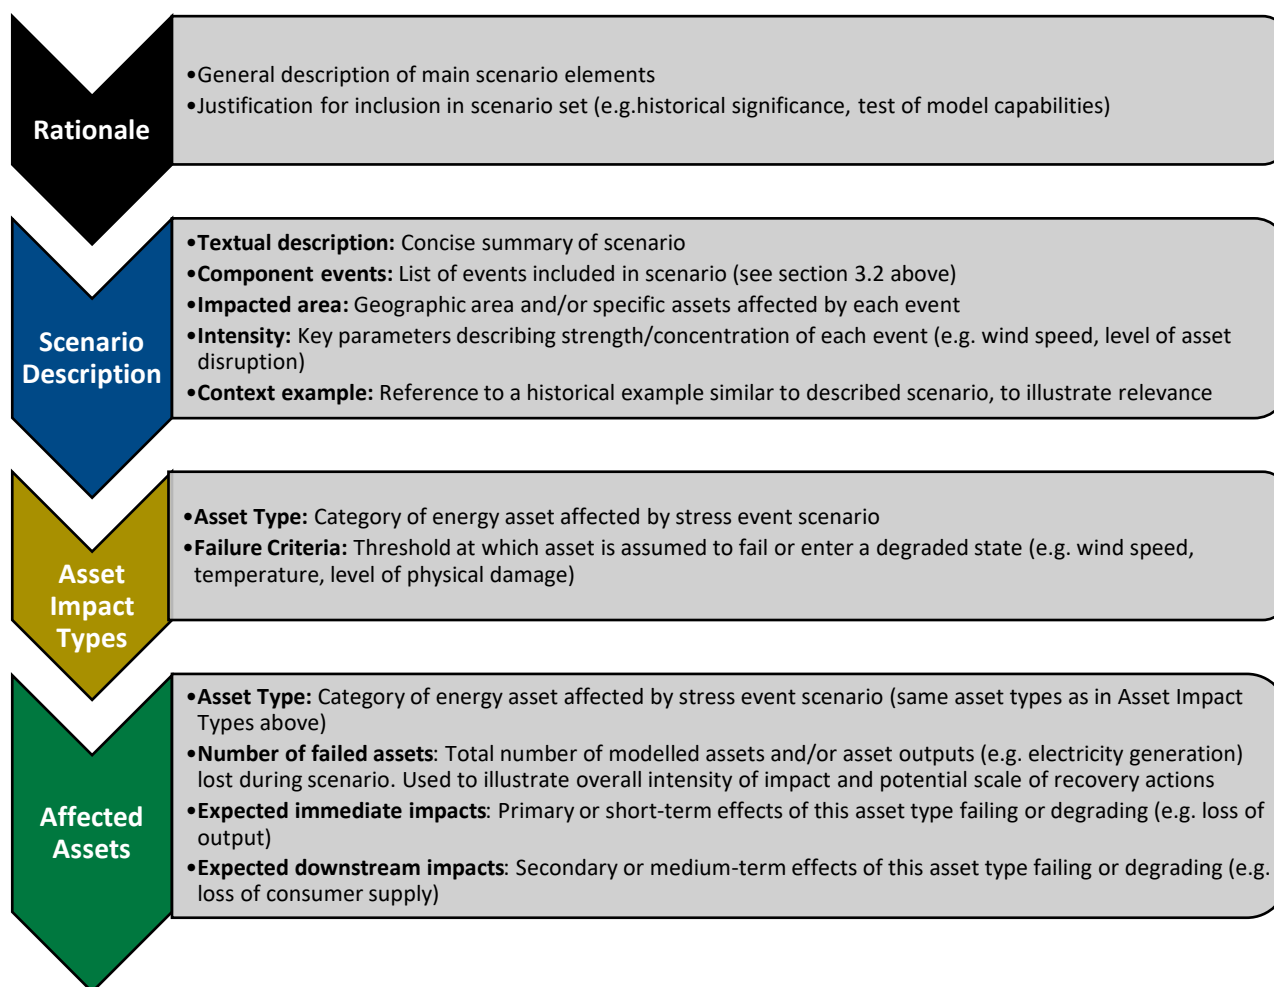 Rationale
•General description of main scenario elements
•Justification for inclusion in scenario set (e.g.historical significance, test of model capabilities)
Scenario
Description
•Textual description: Concise summary of scenario
•Component events: List of events included in scenario (see section 3.2 above)
•Impacted area: Geographic area and/or specific assets affected by each event
•Intensity: Key parameters describing strength/concentration of each event (e.g. wind speed, level of asset
disruption)
•Context example: Reference to a historical example similar to described scenario, to illustrate relevance
Asset
Impact
Types
•Asset Type: Category of energy asset affected by stress event scenario
•Failure Criteria: Threshold at which asset is assumed to fail or enter a degraded state (e.g. wind speed,
temperature, level of physical damage)
Affected
Assets
•Asset Type: Category of energy asset affected by stress event scenario (same asset types as in Asset Impact
Types above)
•Number of failed assets: Total number of modelled assets and/or asset outputs (e.g. electricity generation)
lost during scenario. Used to illustrate overall intensity of impact and potential scale of recovery actions
•Expected immediate impacts: Primary or short-term effects of this asset type failing or degrading (e.g. loss of
output)
•Expected downstream impacts: Secondary or medium-term effects of this asset type failing or degrading (e.g.
loss of consumer supply)